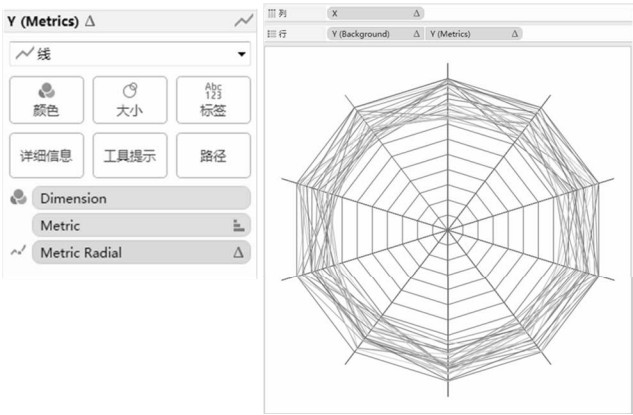 Y (Metrics) Δ
线
颜色
大小
Abc
123
标签
详细信息
工具提示
路径
Dimension
Metric
Metric Radial Δ
列 X Δ
行 Y (Background) Δ Y (Metrics) Δ